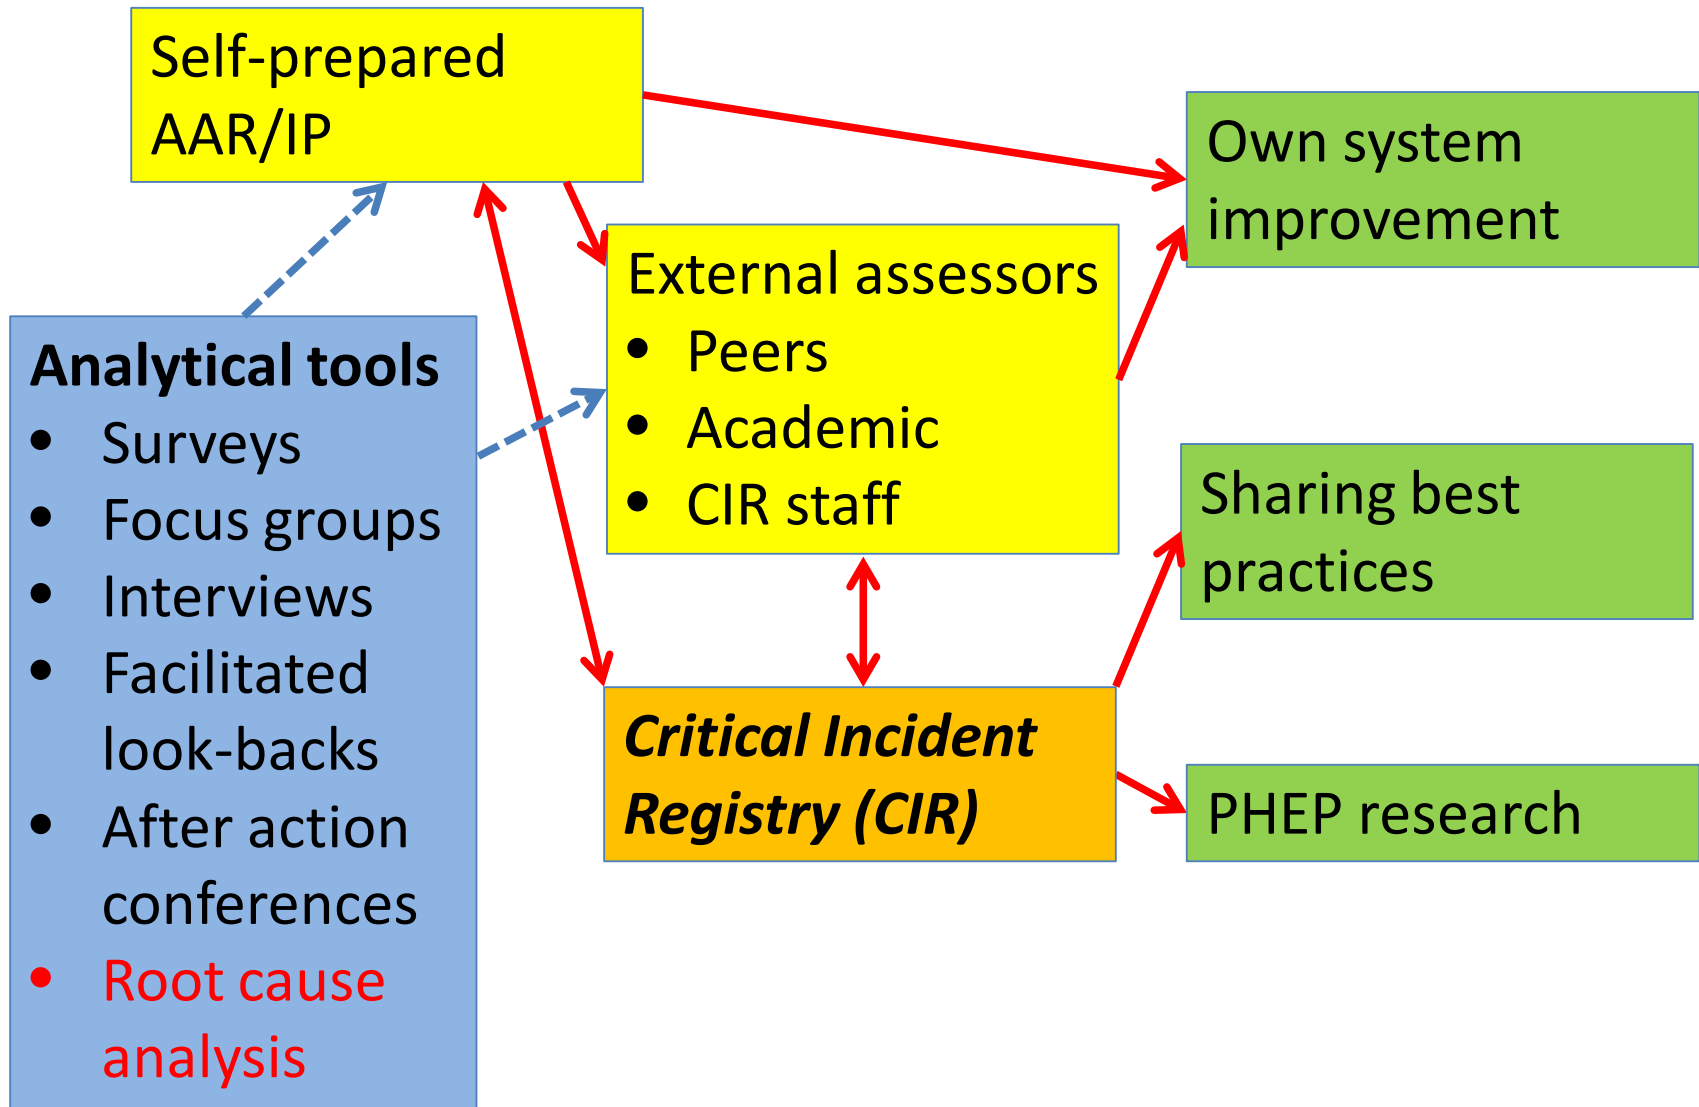 Self-prepared
AAR/IP
Own system
improvement
External assessors
• Peers
• Academic
• CIR staff
Analytical tools
• Surveys
• Focus groups
• Interviews
• Facilitated
look-backs
• After action
conferences
• Root cause
analysis
Sharing best
practices
Critical Incident
Registry (CIR)
PHEP research